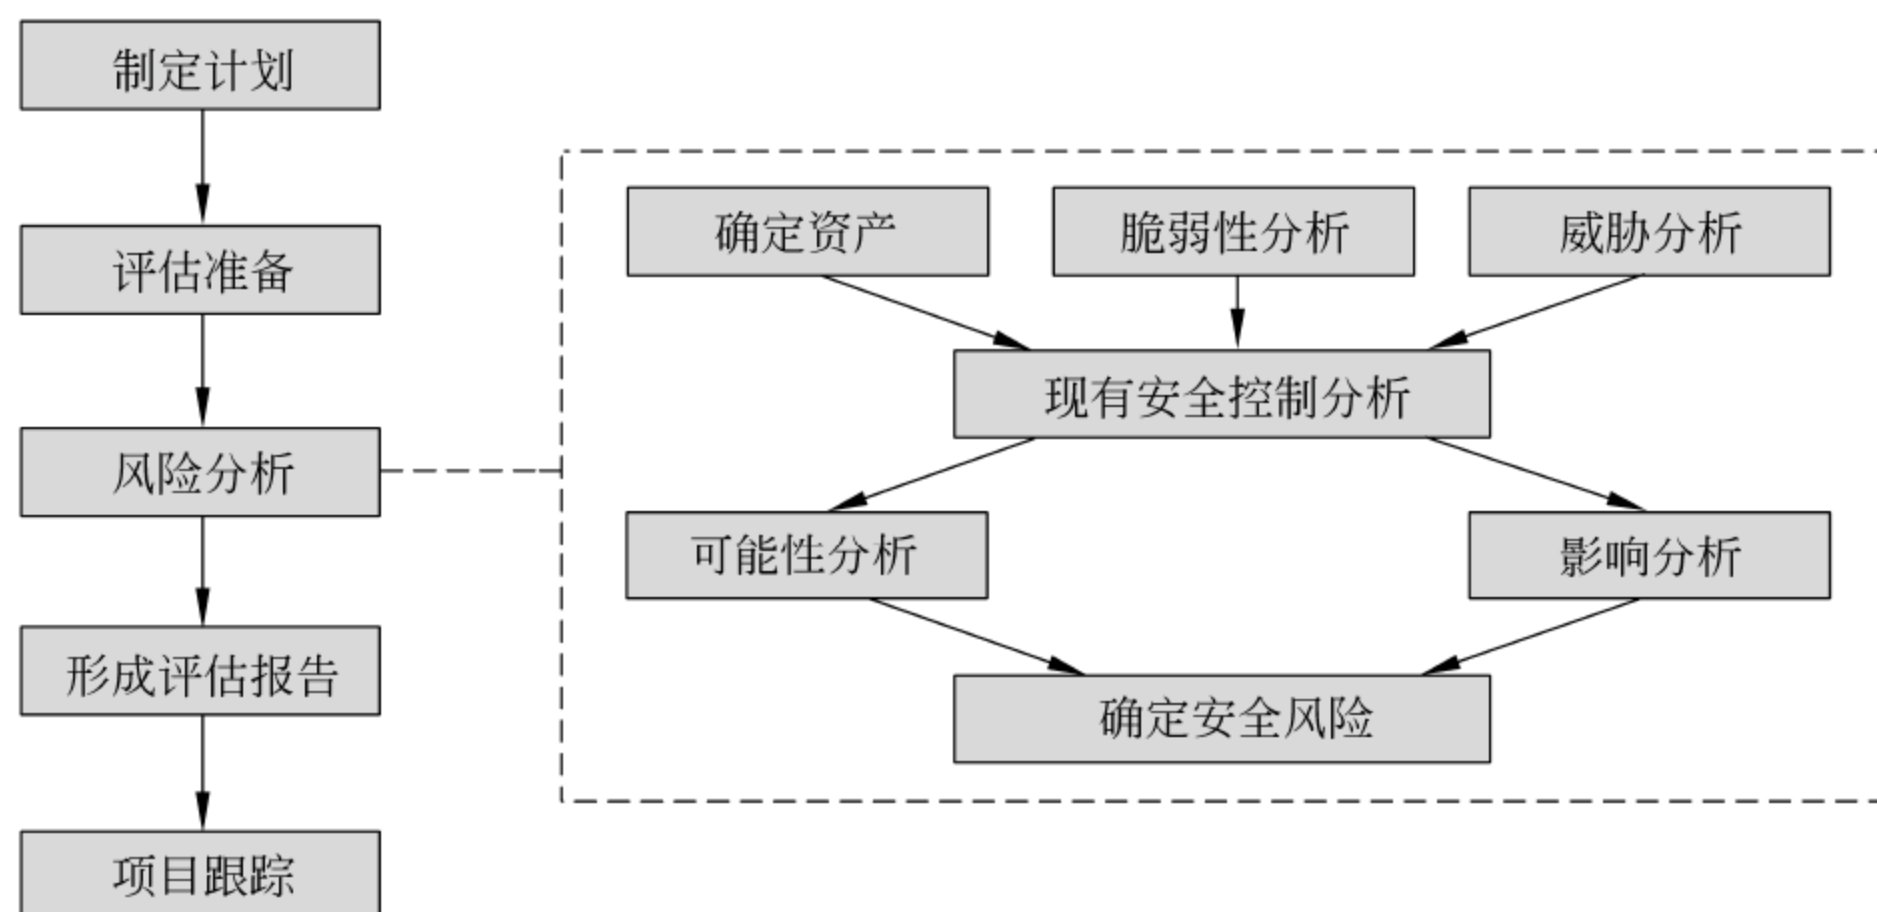 制定计划
评估准备
风险分析
形成评估报告
项目跟踪
确定资产
脆弱性分析
威胁分析
现有安全控制分析
可能性分析
影响分析
确定安全风险